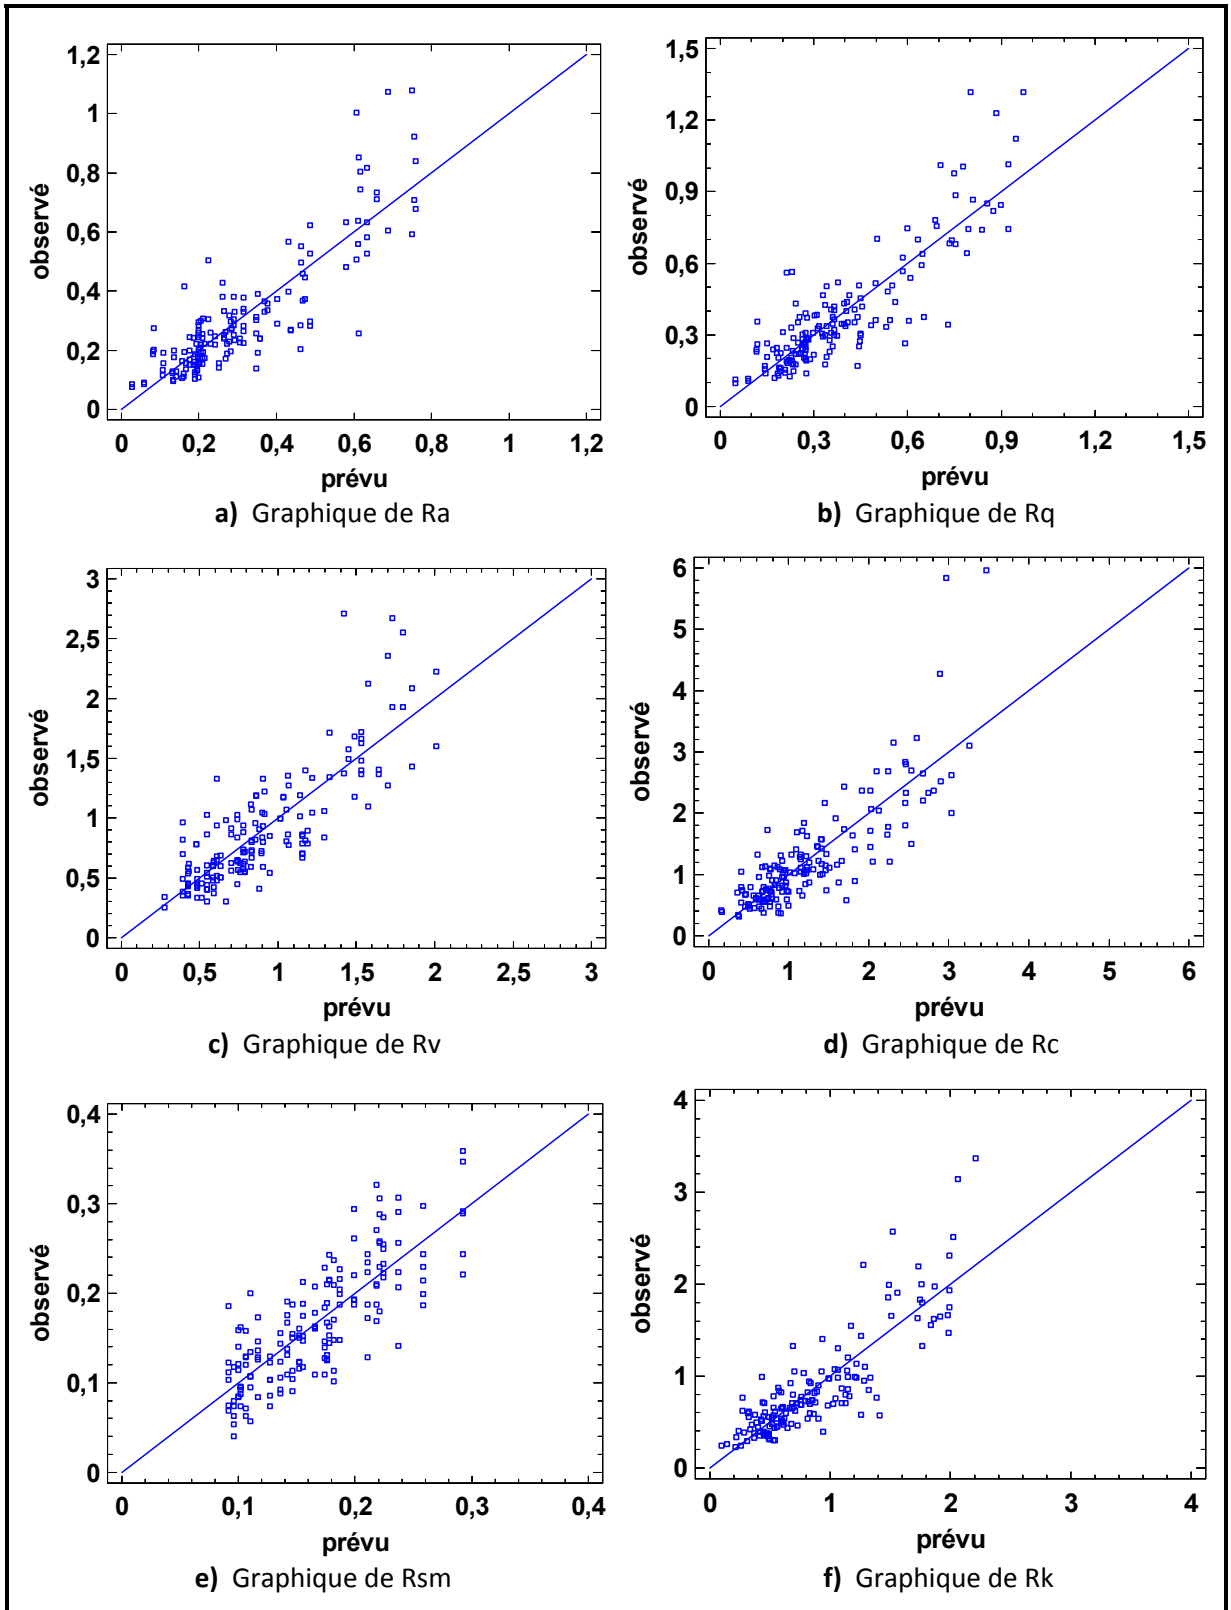 1,2
1
0,8
0,6
0,4
0,2
0
observé
0 0,2 0,4 0,6 0,8 1 1,2
prévu
a) Graphique de Ra
1,5
1,2
0,9
0,6
0,3
0
observé
0 0,3 0,6 0,9 1,2 1,5
prévu
b) Graphique de Rq
3
2,5
2
1,5
1
0,5
0
observé
0 0,5 1 1,5 2 2,5 3
prévu
c) Graphique de Rv
6
5
4
3
2
1
0
observé
0 1 2 3 4 5 6
prévu
d) Graphique de Rc
0,4
0,3
0,2
0,1
0
observé
0 0,1 0,2 0,3 0,4
prévu
e) Graphique de Rsm
4
3
2
1
0
observé
0 1 2 3 4
prévu
f) Graphique de Rk